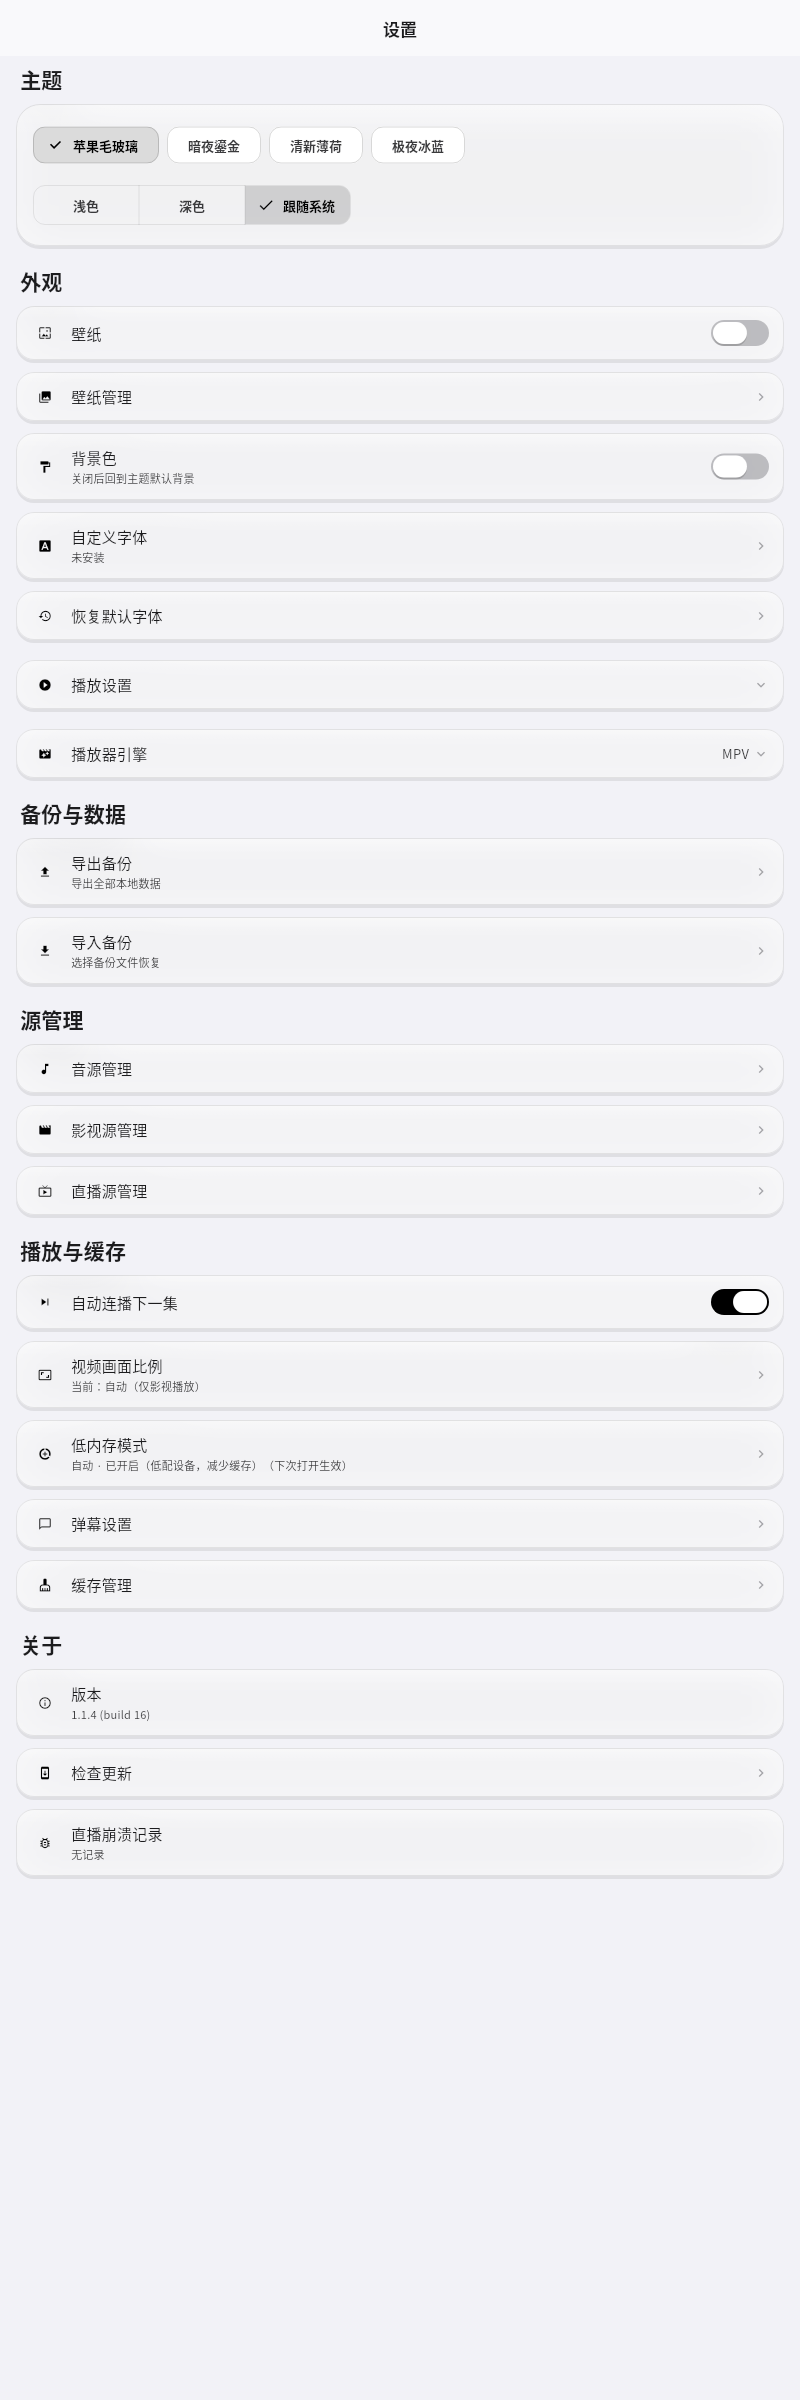 设置
主题
苹果毛玻璃
暗夜鎏金
清新薄荷
极夜冰蓝
浅色
深色
跟随系统
外观
壁纸
壁纸管理
背景色
关闭后回到主题默认背景
自定义字体
未安装
恢复默认字体
播放设置
播放器引擎
MPV
备份与数据
导出备份
导出全部本地数据
导入备份
选择备份文件恢复
源管理
音源管理
影视源管理
直播源管理
播放与缓存
自动连播下一集
视频画面比例
当前：自动（仅影视播放）
低内存模式
自动 · 已开启（低配设备，减少缓存）（下次打开生效）
弹幕设置
缓存管理
关于
版本
1.1.4 (build 16)
检查更新
直播崩溃记录
无记录